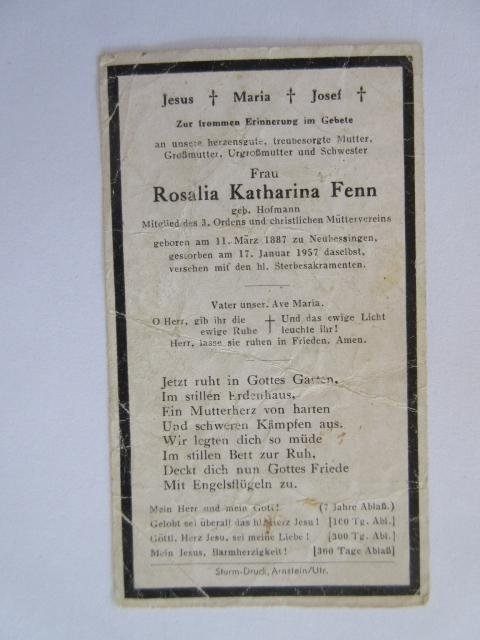 Jesus † Maria † Josef †
Zur frommen Erinnerung im Gebete
an unsere herzensgute, treubesorgte Mutter,
Großmutter, Urgroßmutter und Schwester
Frau
Rosalia Katharina Fenn
geb. Hofmann
Mitglied des 3. Ordens und christlichen Müttervereins
geboren am 11. März 1887 zu Neubessingen,
gestorben am 17. Januar 1957 daselbst,
versehen mit den hl. Sterbesakramenten.
Vater unser. Ave Maria.
O Herr, gib ihr die † Und das ewige Licht
ewige Ruhe leuchte ihr!
Herr, lasse sie ruhen in Frieden. Amen.
Jetzt ruht in Gottes Garten,
Im stillen Erdenhaus,
Ein Mutterherz von harten
Und schweren Kämpfen aus.
Wir legten dich so müde
Im stillen Bett zur Ruh,
Deckt dich nun Gottes Friede
Mit Engelsflügeln zu.
Mein Herr und mein Gott! (7 Jahre Ablaß.)
Gelobt sei überall das hl. Herz Jesu! [100 Tg. Abl.]
Göttl. Herz Jesu, sei meine Liebe! [300 Tg. Abl.]
Mein Jesus, Barmherzigkeit! [300 Tage Ablaß]
Sturm-Druck, Arnstein/Ufr.